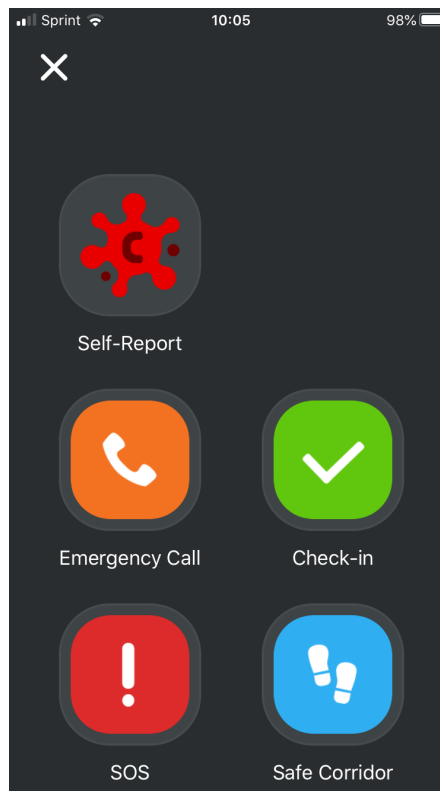 Sprint 10:05 98%
C
Self-Report
Emergency Call Check-in
SOS Safe Corridor